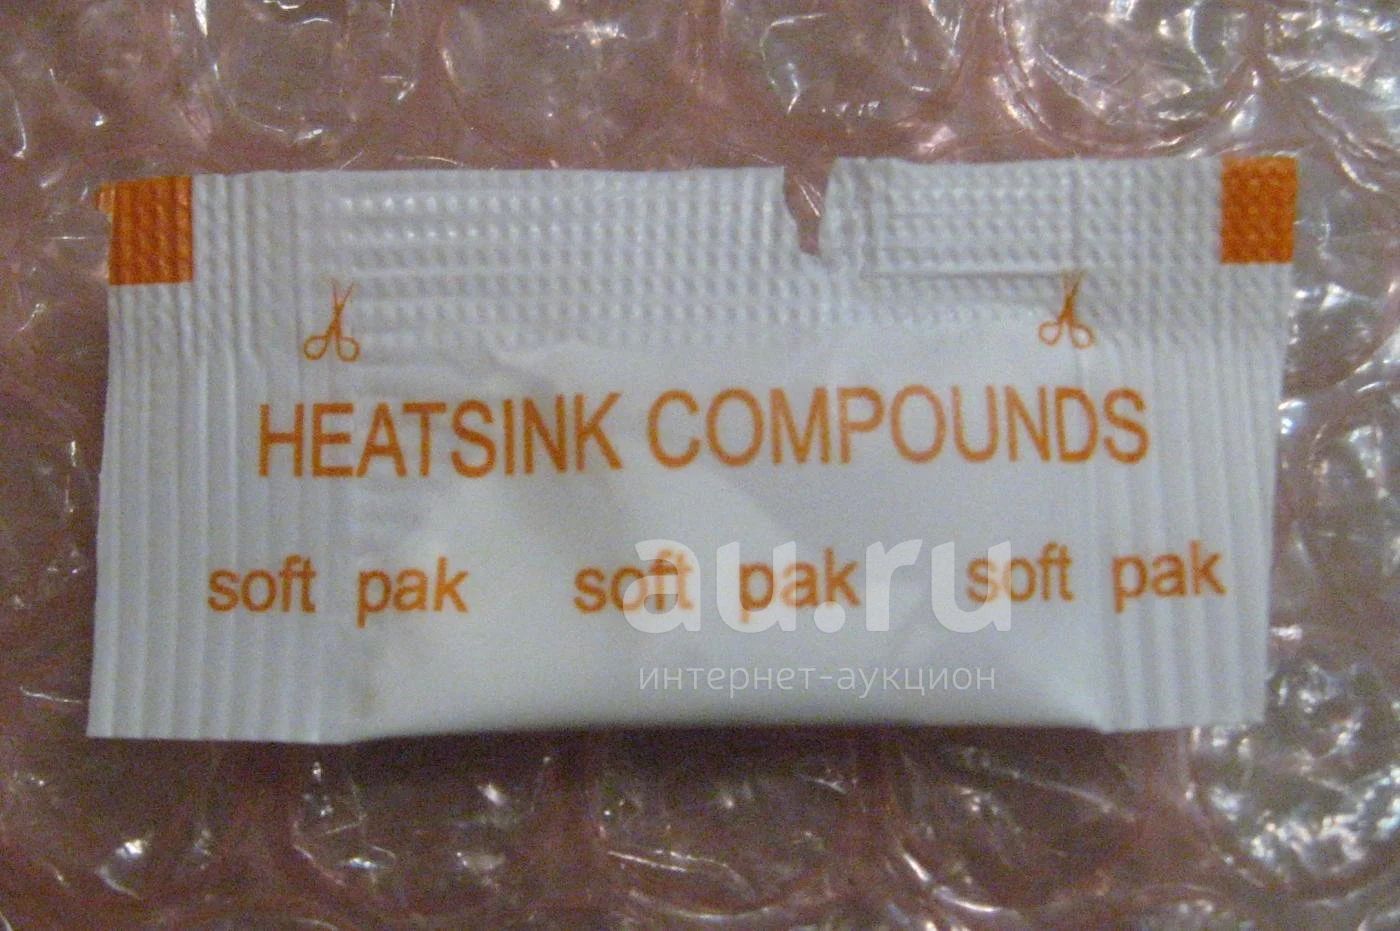 HEATSINK COMPOUNDS
soft pak soft pak soft pak
au.ru
интернет-аукцион